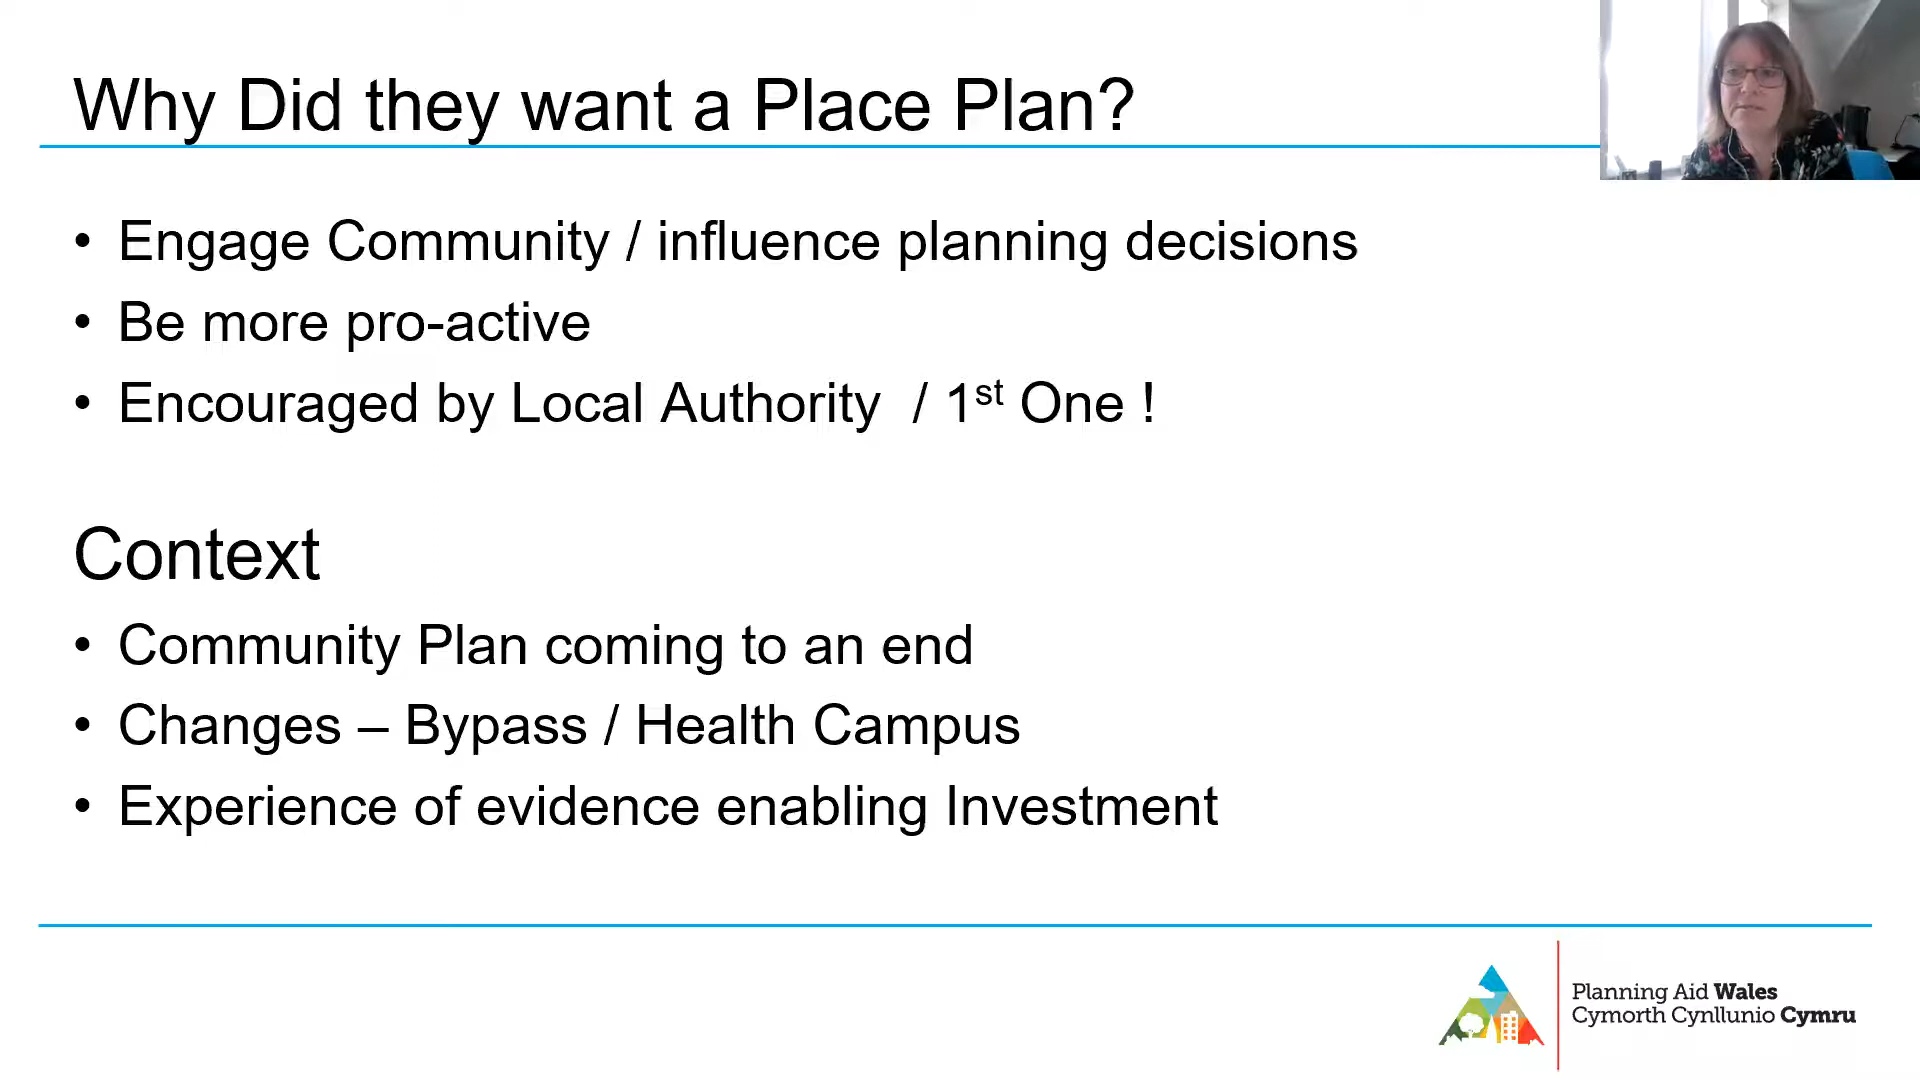 Why Did they want a Place Plan?
• Engage Community / influence planning decisions
• Be more pro-active
• Encouraged by Local Authority / 1st One !
Context
• Community Plan coming to an end
• Changes – Bypass / Health Campus
• Experience of evidence enabling Investment
Planning Aid Wales
Cymorth Cynllunio Cymru